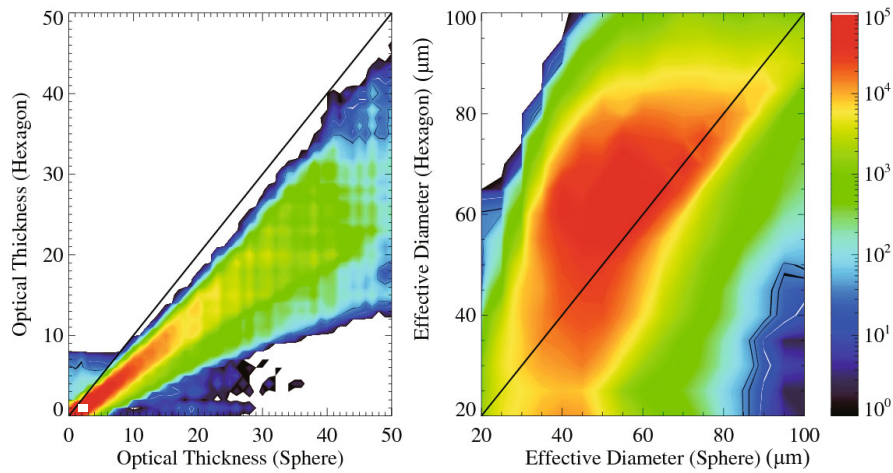 50
40
30
20
10
0
Optical Thickness (Hexagon)
0 10 20 30 40 50
Optical Thickness (Sphere)
100
80
60
40
20
Effective Diameter (Hexagon) (μm)
20 40 60 80 100
Effective Diameter (Sphere) (μm)
10⁵
10⁴
10³
10²
10¹
10⁰